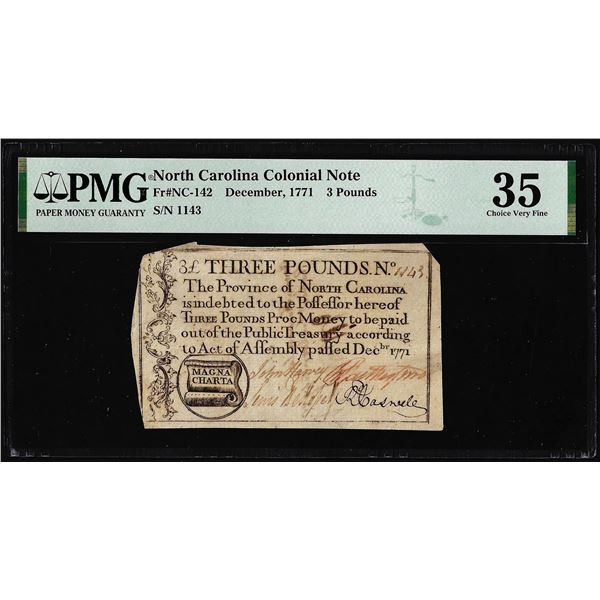 PMG®
PAPER MONEY GUARANTY
North Carolina Colonial Note
Fr#NC-142 December, 1771 3 Pounds
S/N 1143
35
Choice Very Fine
3£ THREE POUNDS. No. 1143
The Province of NORTH CAROLINA
is indebted to the Poſſeſſor hereof
THREE POUNDS Proc Money to be paid
out of the Public Treaſury according
to Act of Aſſembly paſſed Decbr. 1771
MAGNA
CHARTA
John Harvey
R Caswell